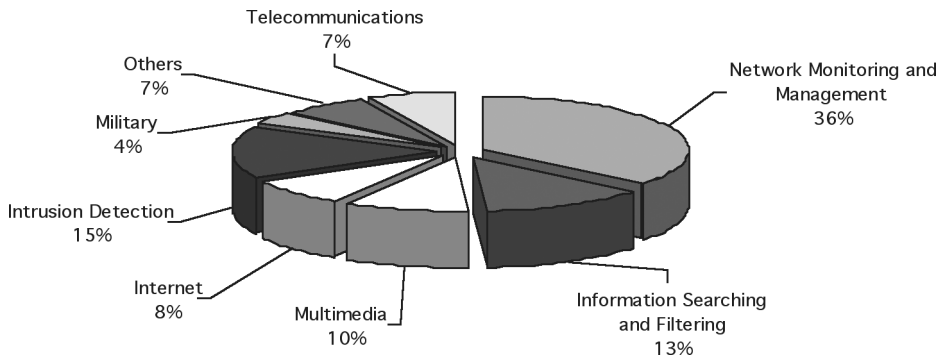 Telecommunications
7%
Others
7%
Military
4%
Intrusion Detection
15%
Internet
8%
Multimedia
10%
Information Searching
and Filtering
13%
Network Monitoring and
Management
36%